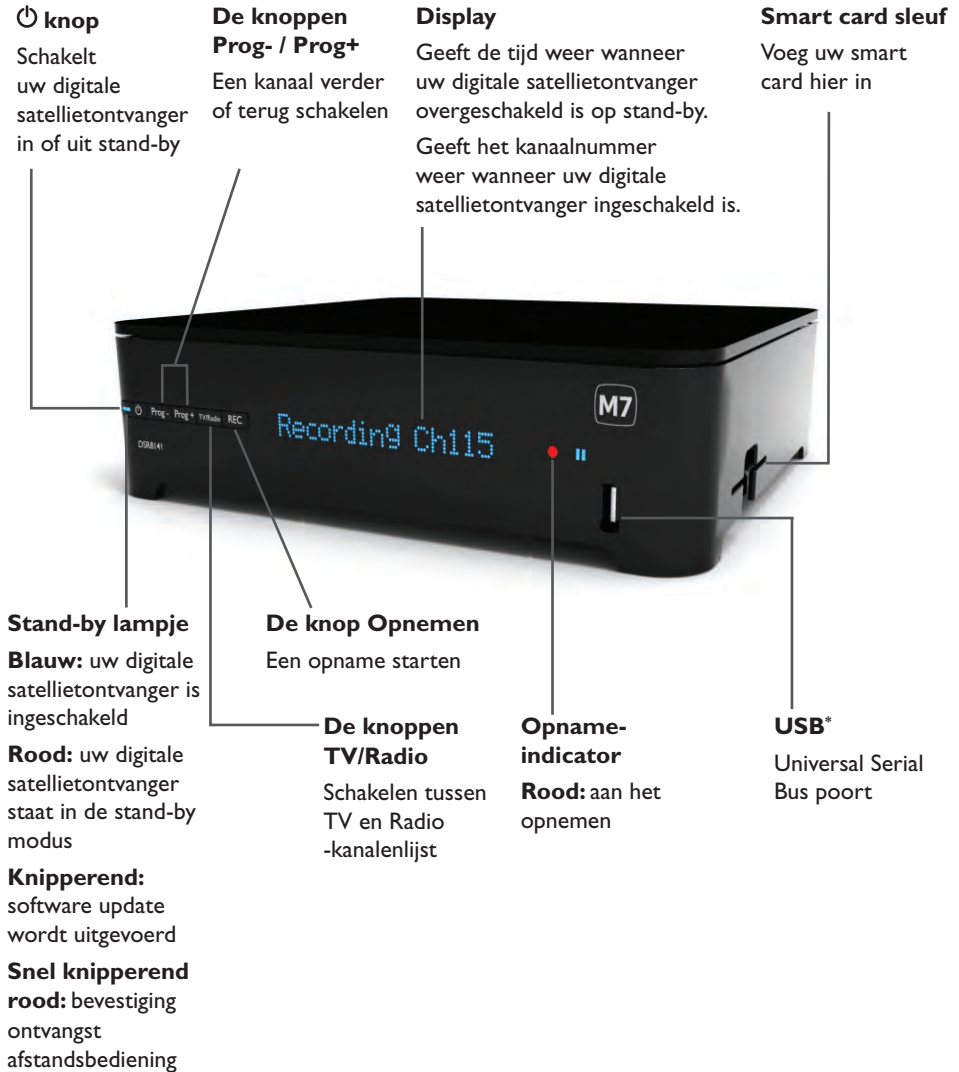 ⏻ knop
Schakelt
uw digitale
satellietontvanger
in of uit stand-by
De knoppen
Prog- / Prog+
Een kanaal verder
of terug schakelen
Display
Geeft de tijd weer wanneer
uw digitale satellietontvanger
overgeschakeld is op stand-by.
Geeft het kanaalnummer
weer wanneer uw digitale
satellietontvanger ingeschakeld is.
Smart card sleuf
Voeg uw smart
card hier in
⏻ Prog - Prog + TV/Radio REC
DSR8141
Recording Ch115
M7
Stand-by lampje
Blauw: uw digitale
satellietontvanger is
ingeschakeld
Rood: uw digitale
satellietontvanger
staat in de stand-by
modus
Knipperend:
software update
wordt uitgevoerd
Snel knipperend
rood: bevestiging
ontvangst
afstandsbediening
De knop Opnemen
Een opname starten
De knoppen
TV/Radio
Schakelen tussen
TV en Radio
-kanalenlijst
Opname-
indicator
Rood: aan het
opnemen
USB*
Universal Serial
Bus poort